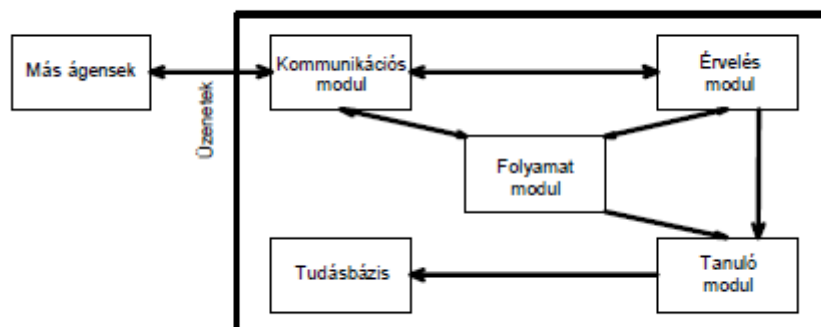 Más ágensek
Üzenetek
Kommunikációs
modul
Érvelés
modul
Folyamat
modul
Tudásbázis
Tanuló
modul